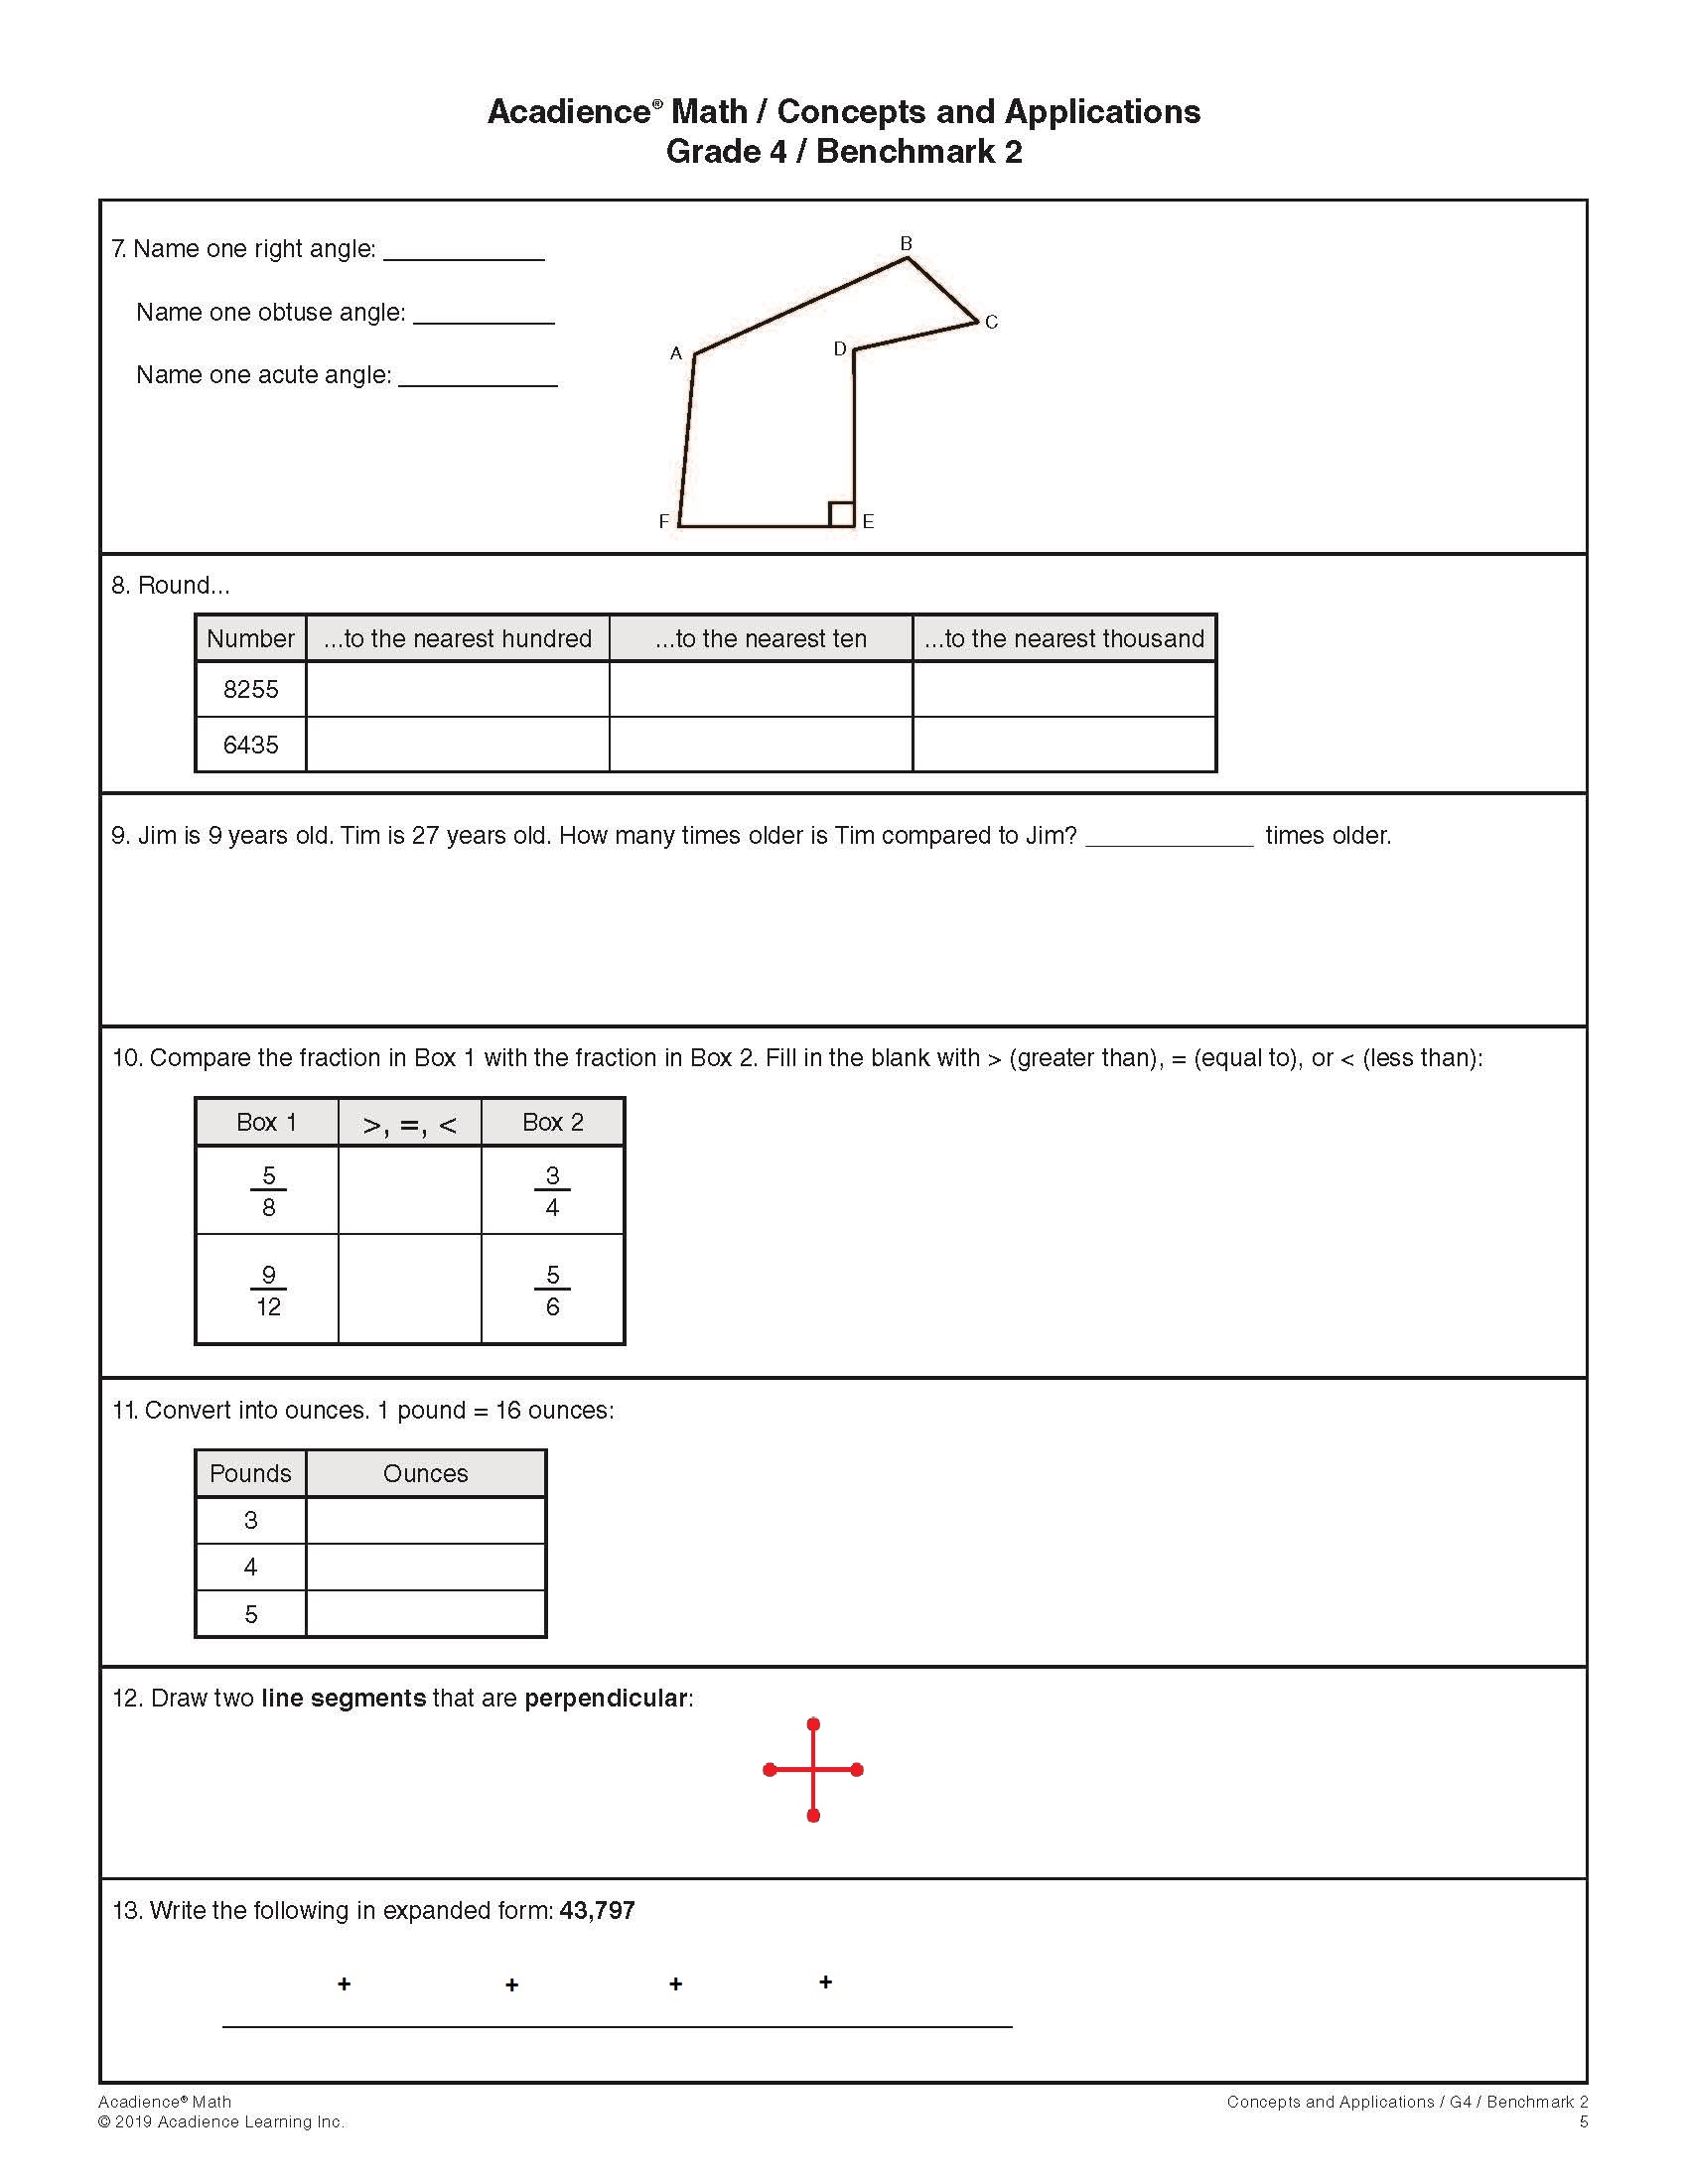 Acadience® Math / Concepts and Applications
Grade 4 / Benchmark 2
7. Name one right angle: ____________
Name one obtuse angle: ___________
Name one acute angle: ____________
B
C
D
A
F
E
8. Round...
Number ...to the nearest hundred ...to the nearest ten ...to the nearest thousand
8255
6435
9. Jim is 9 years old. Tim is 27 years old. How many times older is Tim compared to Jim? ____________ times older.
10. Compare the fraction in Box 1 with the fraction in Box 2. Fill in the blank with > (greater than), = (equal to), or < (less than):
Box 1 >, =, < Box 2
5 3
8 4
9 5
12 6
11. Convert into ounces. 1 pound = 16 ounces:
Pounds Ounces
3
4
5
12. Draw two line segments that are perpendicular:
13. Write the following in expanded form: 43,797
+ + + +
Acadience® Math
© 2019 Acadience Learning Inc.
Concepts and Applications / G4 / Benchmark 2
5